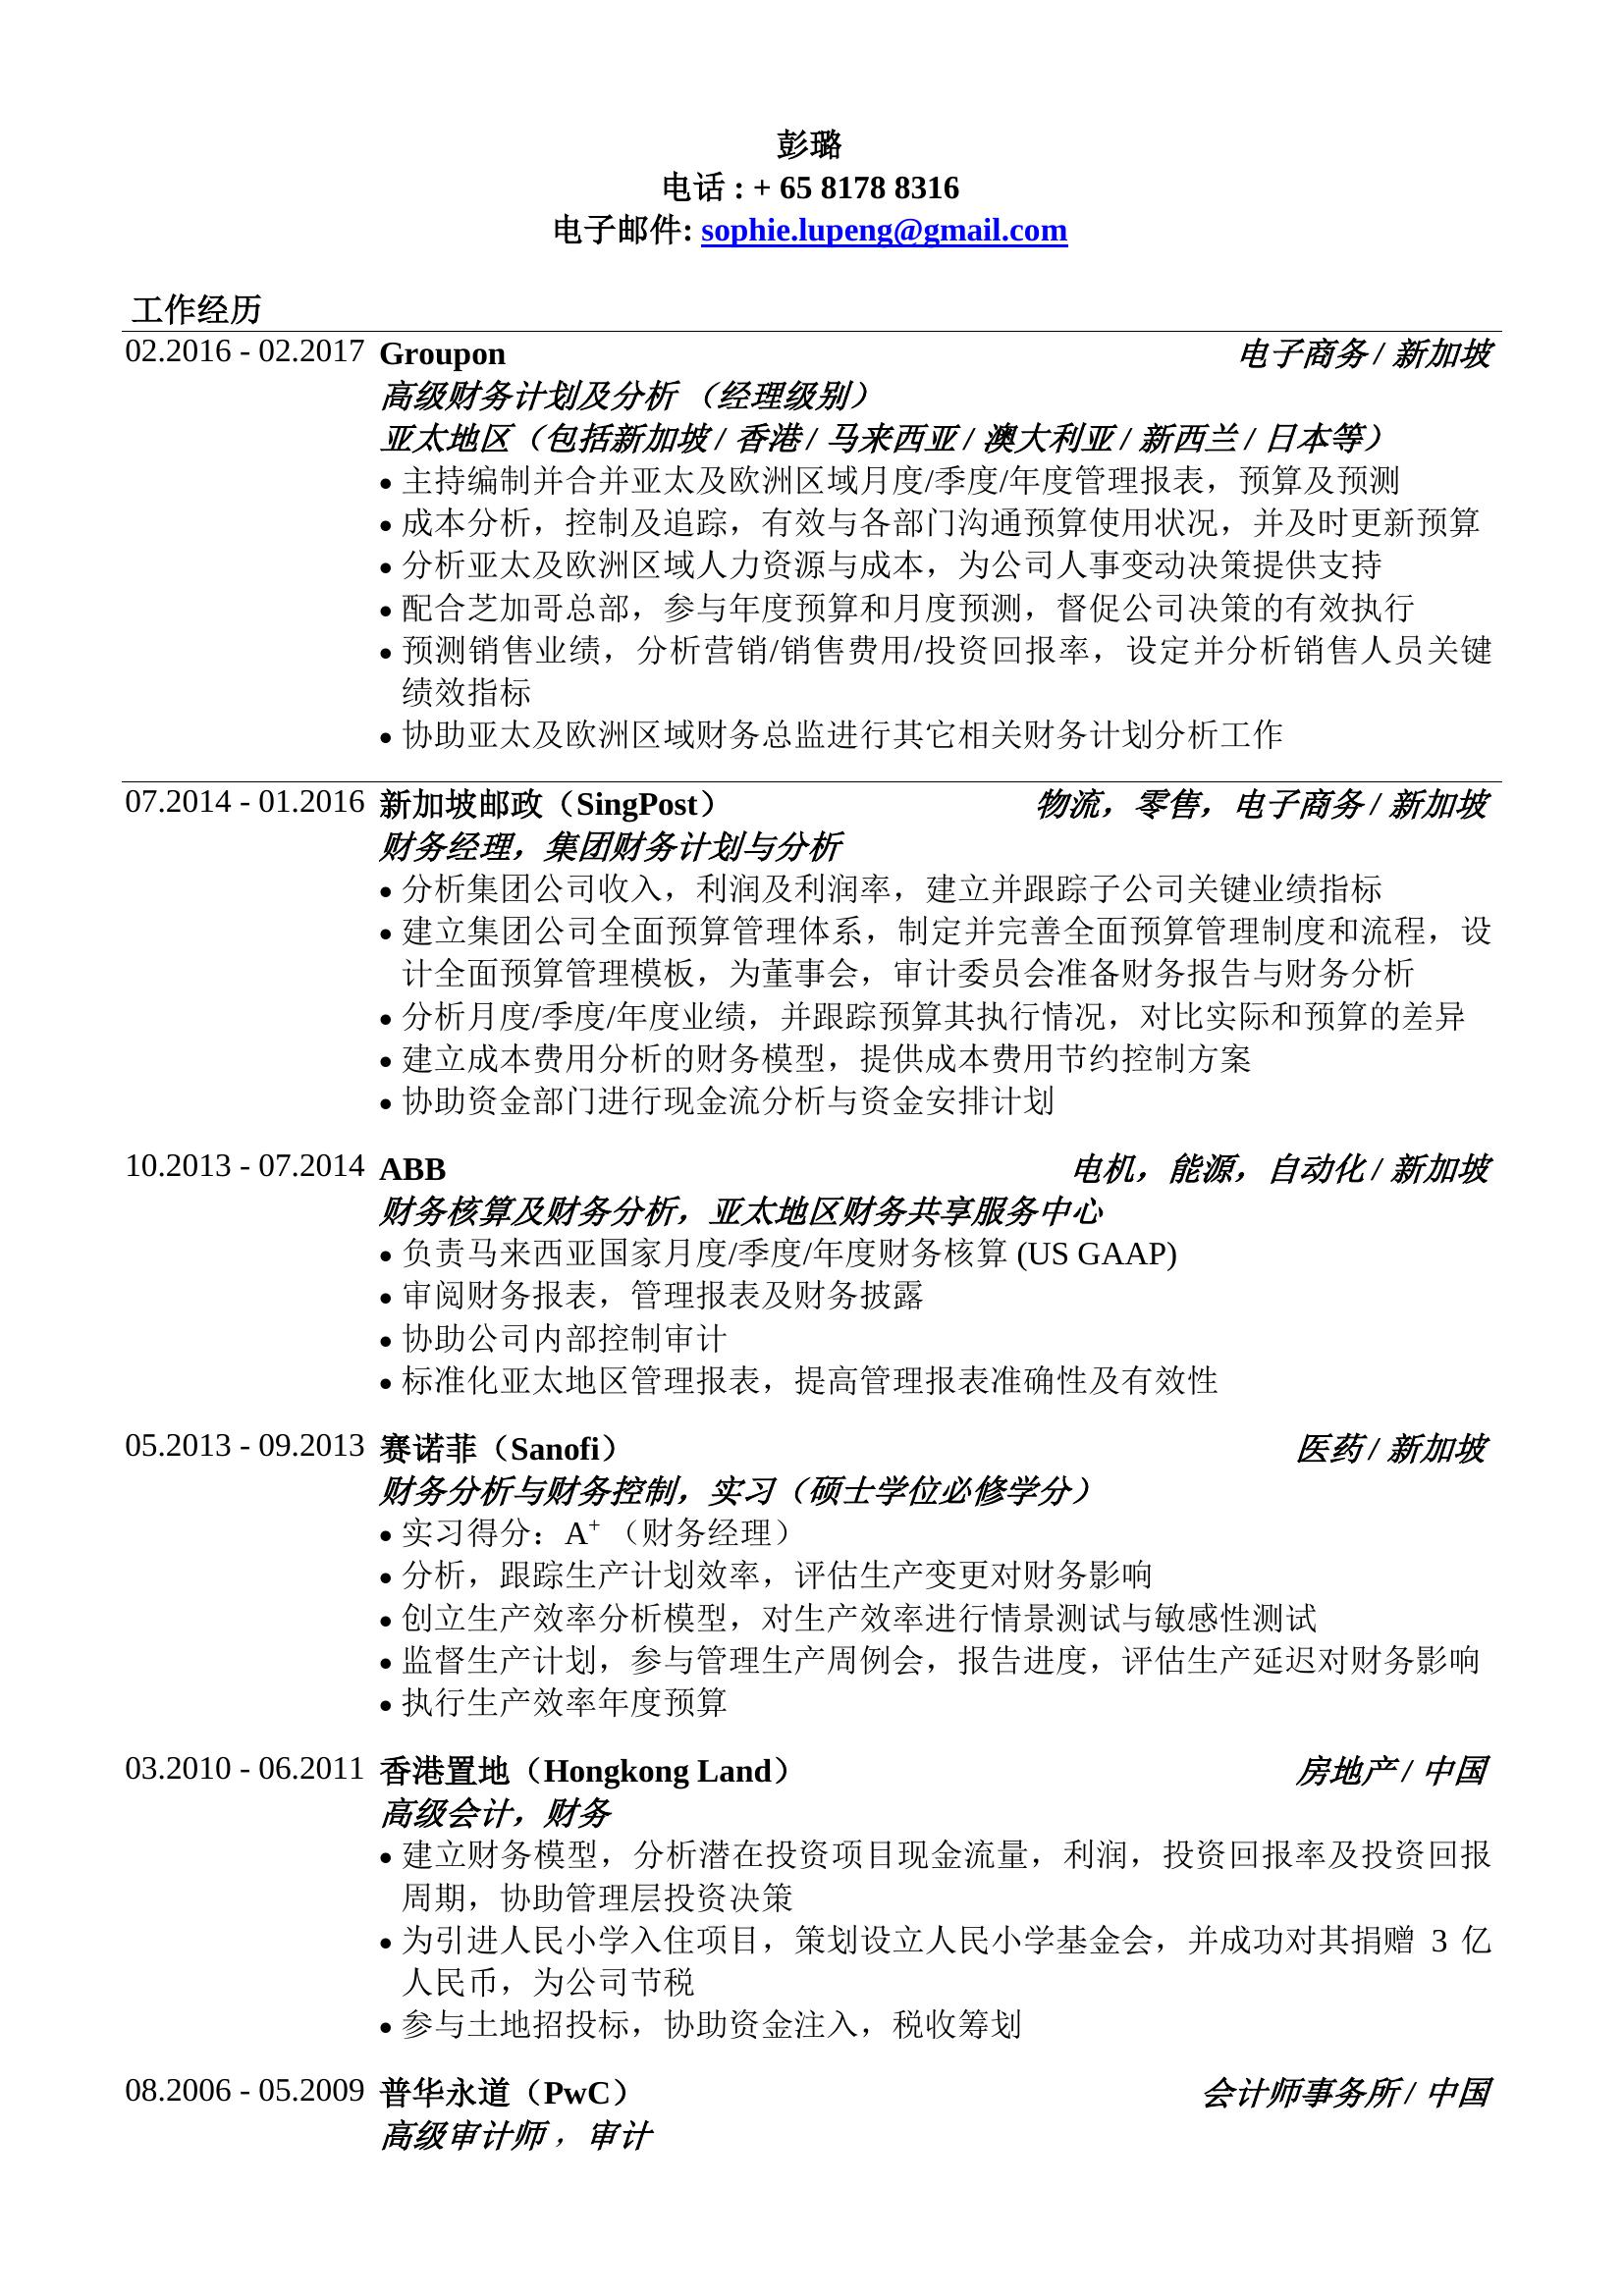 彭璐
电话 : + 65 8178 8316
电子邮件: sophie.lupeng@gmail.com
工作经历
02.2016 - 02.2017 Groupon 电子商务 / 新加坡
高级财务计划及分析 （经理级别）
亚太地区（包括新加坡 / 香港 / 马来西亚 / 澳大利亚 / 新西兰 / 日本等）
• 主持编制并合并亚太及欧洲区域月度/季度/年度管理报表，预算及预测
• 成本分析，控制及追踪，有效与各部门沟通预算使用状况，并及时更新预算
• 分析亚太及欧洲区域人力资源与成本，为公司人事变动决策提供支持
• 配合芝加哥总部，参与年度预算和月度预测，督促公司决策的有效执行
• 预测销售业绩，分析营销/销售费用/投资回报率，设定并分析销售人员关键
绩效指标
• 协助亚太及欧洲区域财务总监进行其它相关财务计划分析工作
07.2014 - 01.2016 新加坡邮政（SingPost） 物流，零售，电子商务 / 新加坡
财务经理，集团财务计划与分析
• 分析集团公司收入，利润及利润率，建立并跟踪子公司关键业绩指标
• 建立集团公司全面预算管理体系，制定并完善全面预算管理制度和流程，设
计全面预算管理模板，为董事会，审计委员会准备财务报告与财务分析
• 分析月度/季度/年度业绩，并跟踪预算其执行情况，对比实际和预算的差异
• 建立成本费用分析的财务模型，提供成本费用节约控制方案
• 协助资金部门进行现金流分析与资金安排计划
10.2013 - 07.2014 ABB 电机，能源，自动化 / 新加坡
财务核算及财务分析，亚太地区财务共享服务中心
• 负责马来西亚国家月度/季度/年度财务核算 (US GAAP)
• 审阅财务报表，管理报表及财务披露
• 协助公司内部控制审计
• 标准化亚太地区管理报表，提高管理报表准确性及有效性
05.2013 - 09.2013 赛诺菲（Sanofi） 医药 / 新加坡
财务分析与财务控制，实习（硕士学位必修学分）
• 实习得分：A+ （财务经理）
• 分析，跟踪生产计划效率，评估生产变更对财务影响
• 创立生产效率分析模型，对生产效率进行情景测试与敏感性测试
• 监督生产计划，参与管理生产周例会，报告进度，评估生产延迟对财务影响
• 执行生产效率年度预算
03.2010 - 06.2011 香港置地（Hongkong Land） 房地产 / 中国
高级会计，财务
• 建立财务模型，分析潜在投资项目现金流量，利润，投资回报率及投资回报
周期，协助管理层投资决策
• 为引进人民小学入住项目，策划设立人民小学基金会，并成功对其捐赠 3 亿
人民币，为公司节税
• 参与土地招投标，协助资金注入，税收筹划
08.2006 - 05.2009 普华永道（PwC） 会计师事务所 / 中国
高级审计师 ，审计